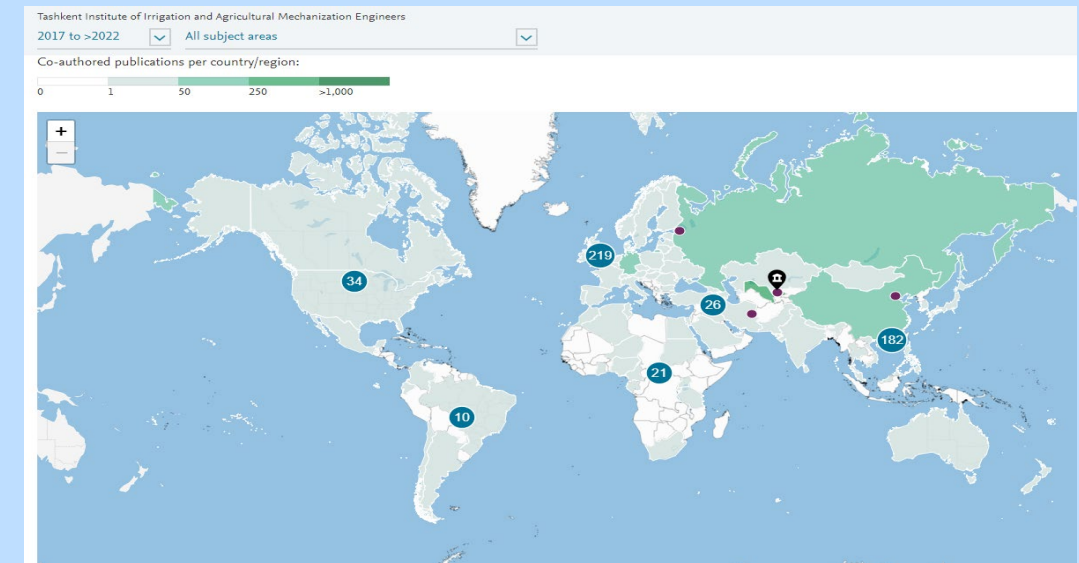 Tashkent Institute of Irrigation and Agricultural Mechanization Engineers
2017 to >2022 All subject areas
Co-authored publications per country/region:
0 1 50 250 >1,000
+
−
219
34
26
182
21
10